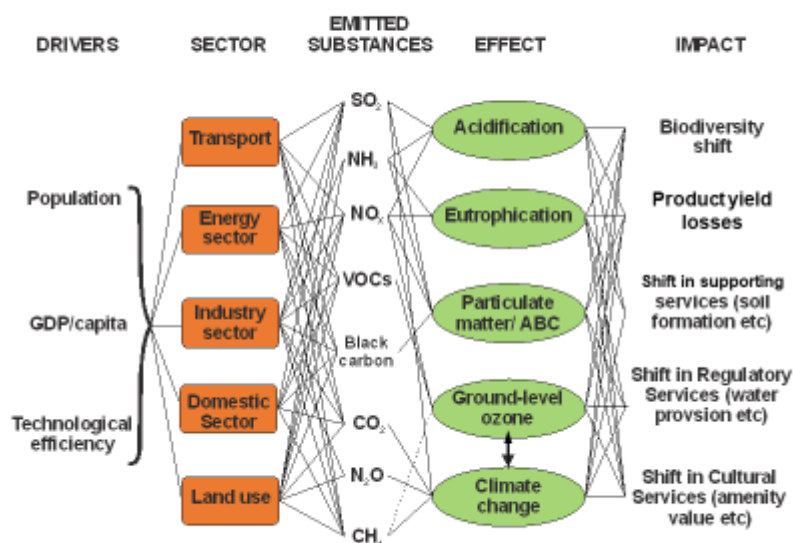 DRIVERS
SECTOR
EMITTED
SUBSTANCES
EFFECT
IMPACT
Population
GDP/capita
Technological
efficiency
Transport
Energy
sector
Industry
sector
Domestic
Sector
Land use
SO₂
NH₃
NOₓ
VOCs
Black
carbon
CO₂
N₂O
CH₄
Acidification
Eutrophication
Particulate
matter/ ABC
Ground-level
ozone
Climate
change
Biodiversity
shift
Product yield
losses
Shift in supporting
services (soil
formation etc)
Shift in Regulatory
Services (water
provsion etc)
Shift in Cultural
Services (amenity
value etc)